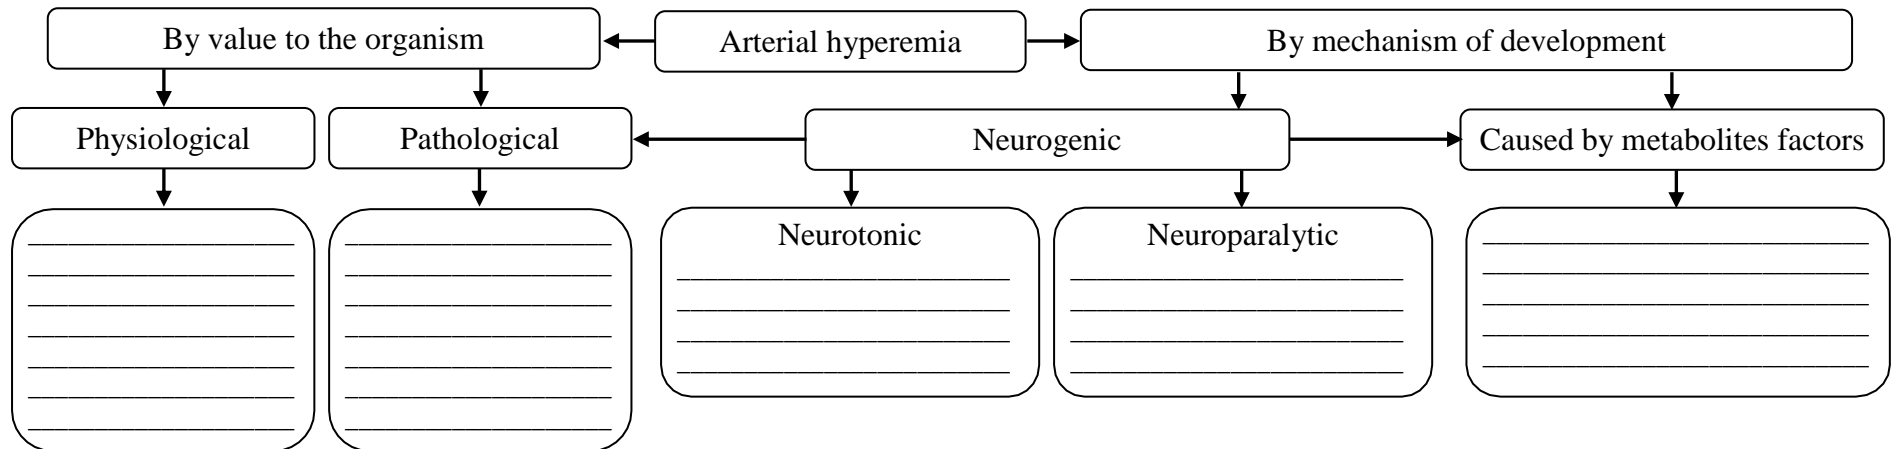 By value to the organism
Arterial hyperemia
By mechanism of development
Physiological
Pathological
Neurogenic
Caused by metabolites factors
Neurotonic
Neuroparalytic